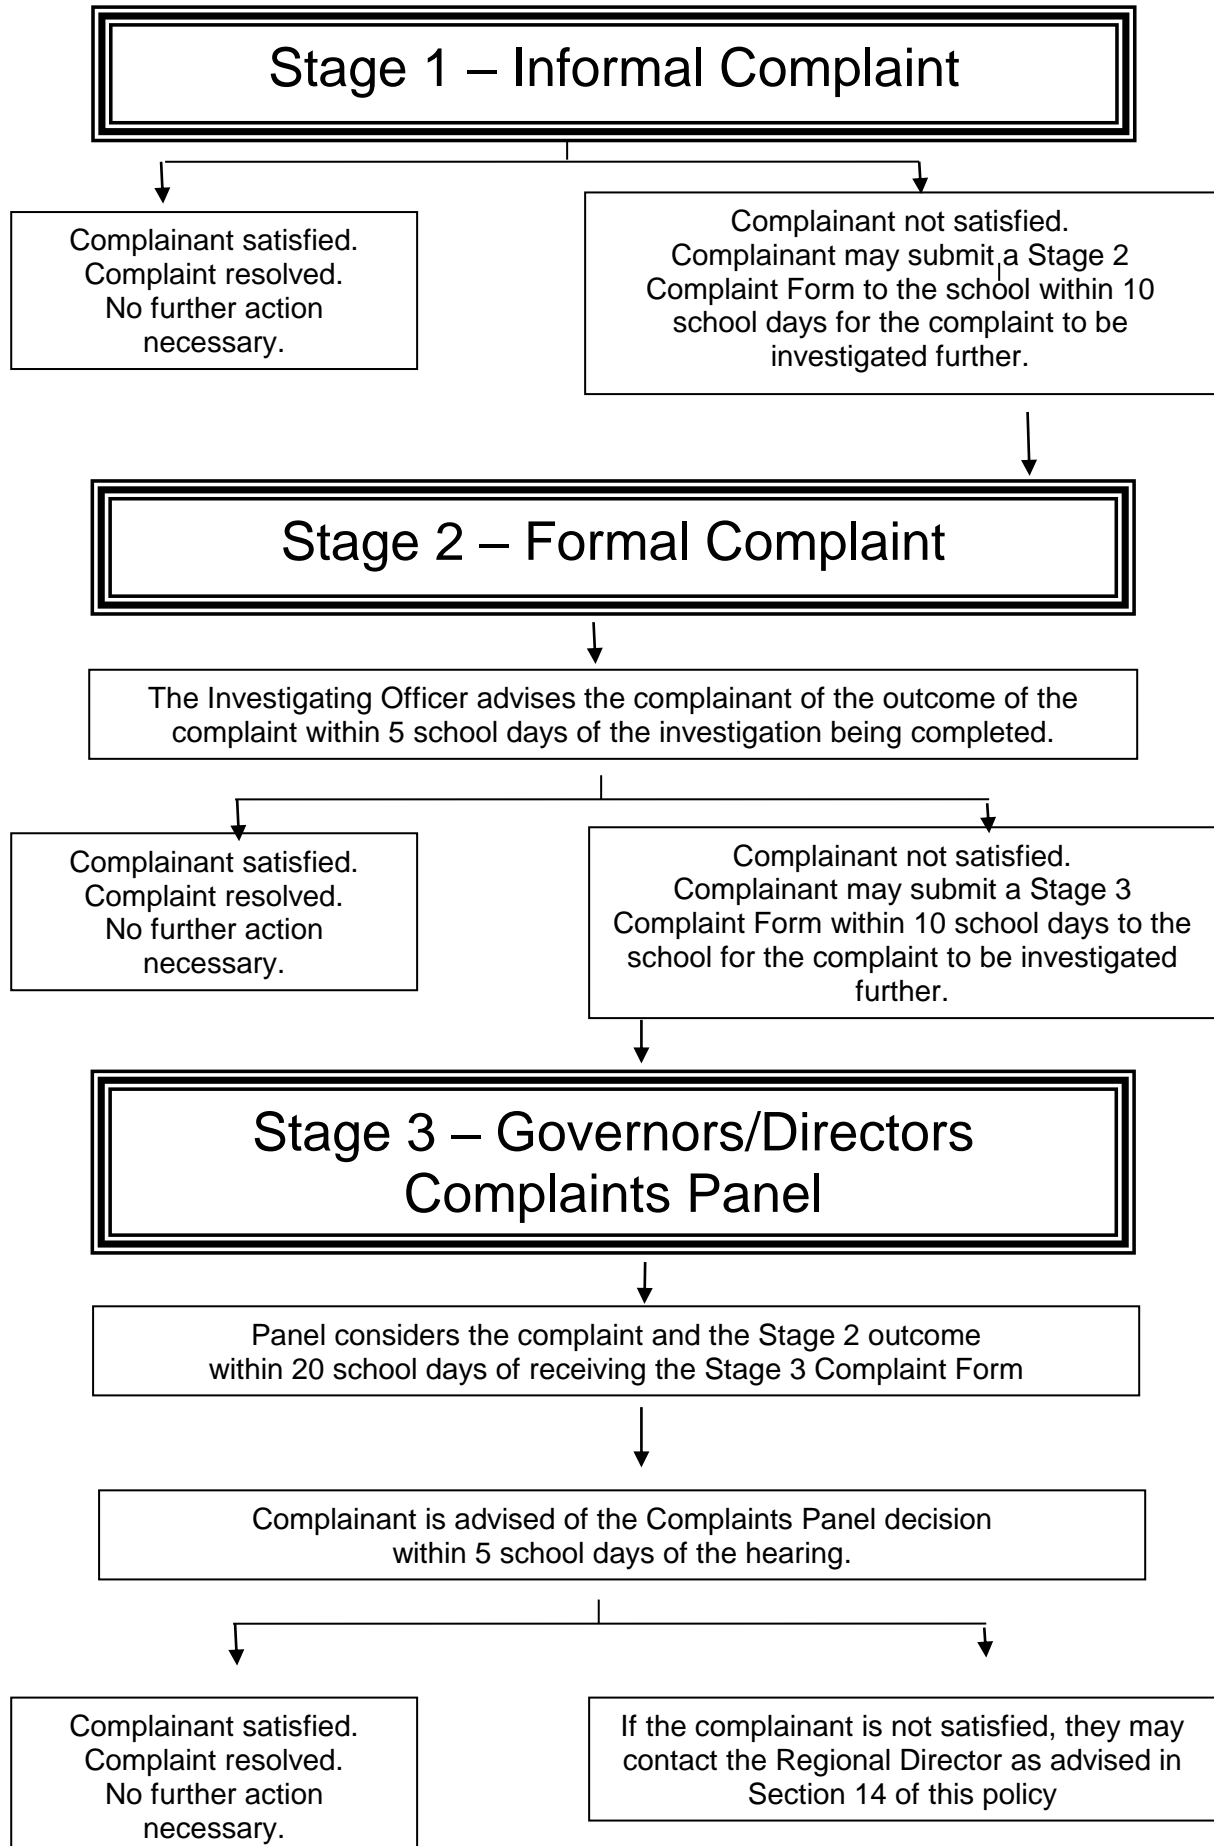 Stage 1 – Informal Complaint
Complainant satisfied.
Complaint resolved.
No further action
necessary.
Complainant not satisfied.
Complainant may submit a Stage 2
Complaint Form to the school within 10
school days for the complaint to be
investigated further.
Stage 2 – Formal Complaint
The Investigating Officer advises the complainant of the outcome of the
complaint within 5 school days of the investigation being completed.
Complainant satisfied.
Complaint resolved.
No further action
necessary.
Complainant not satisfied.
Complainant may submit a Stage 3
Complaint Form within 10 school days to the
school for the complaint to be investigated
further.
Stage 3 – Governors/Directors
Complaints Panel
Panel considers the complaint and the Stage 2 outcome
within 20 school days of receiving the Stage 3 Complaint Form
Complainant is advised of the Complaints Panel decision
within 5 school days of the hearing.
Complainant satisfied.
Complaint resolved.
No further action
necessary.
If the complainant is not satisfied, they may
contact the Regional Director as advised in
Section 14 of this policy